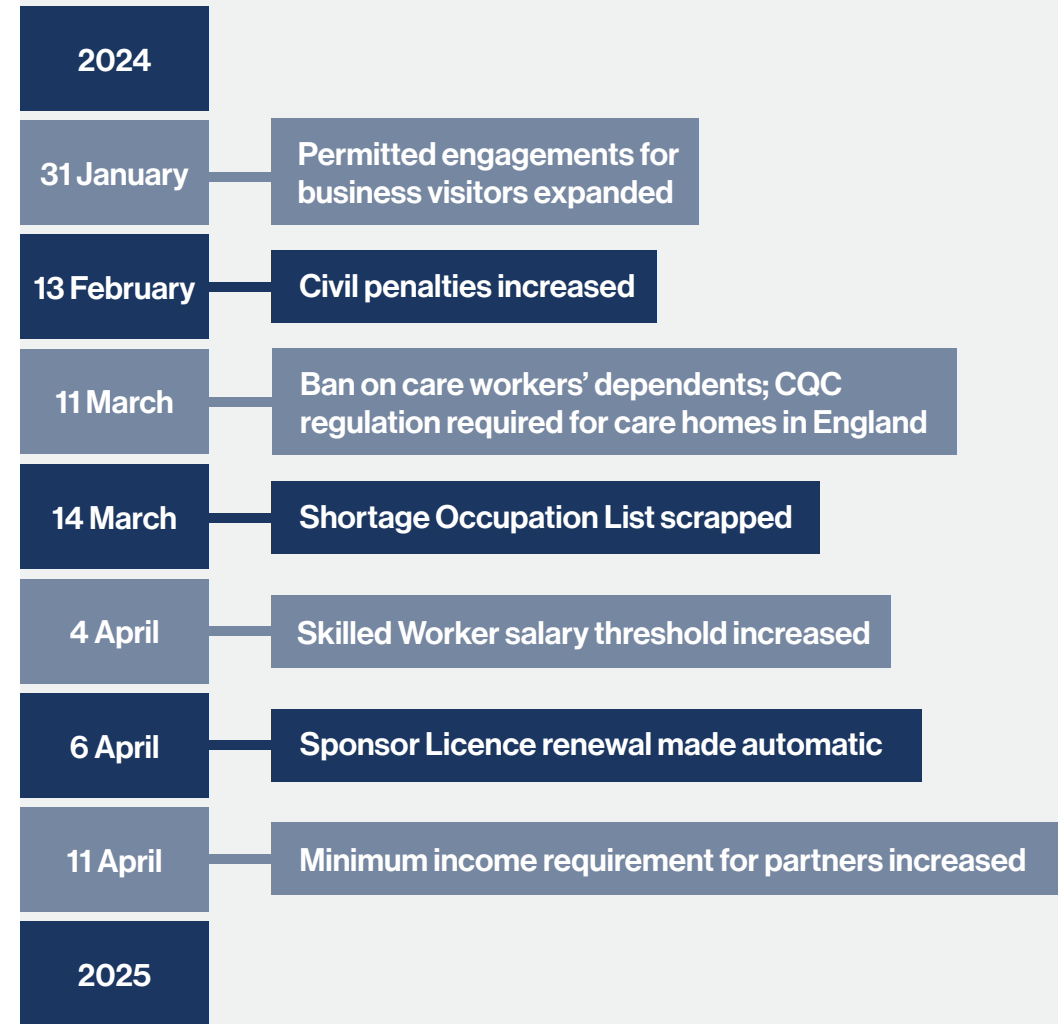 2024
31 January
Permitted engagements for
business visitors expanded
13 February
Civil penalties increased
11 March
Ban on care workers’ dependents; CQC
regulation required for care homes in England
14 March
Shortage Occupation List scrapped
4 April
Skilled Worker salary threshold increased
6 April
Sponsor Licence renewal made automatic
11 April
Minimum income requirement for partners increased
2025